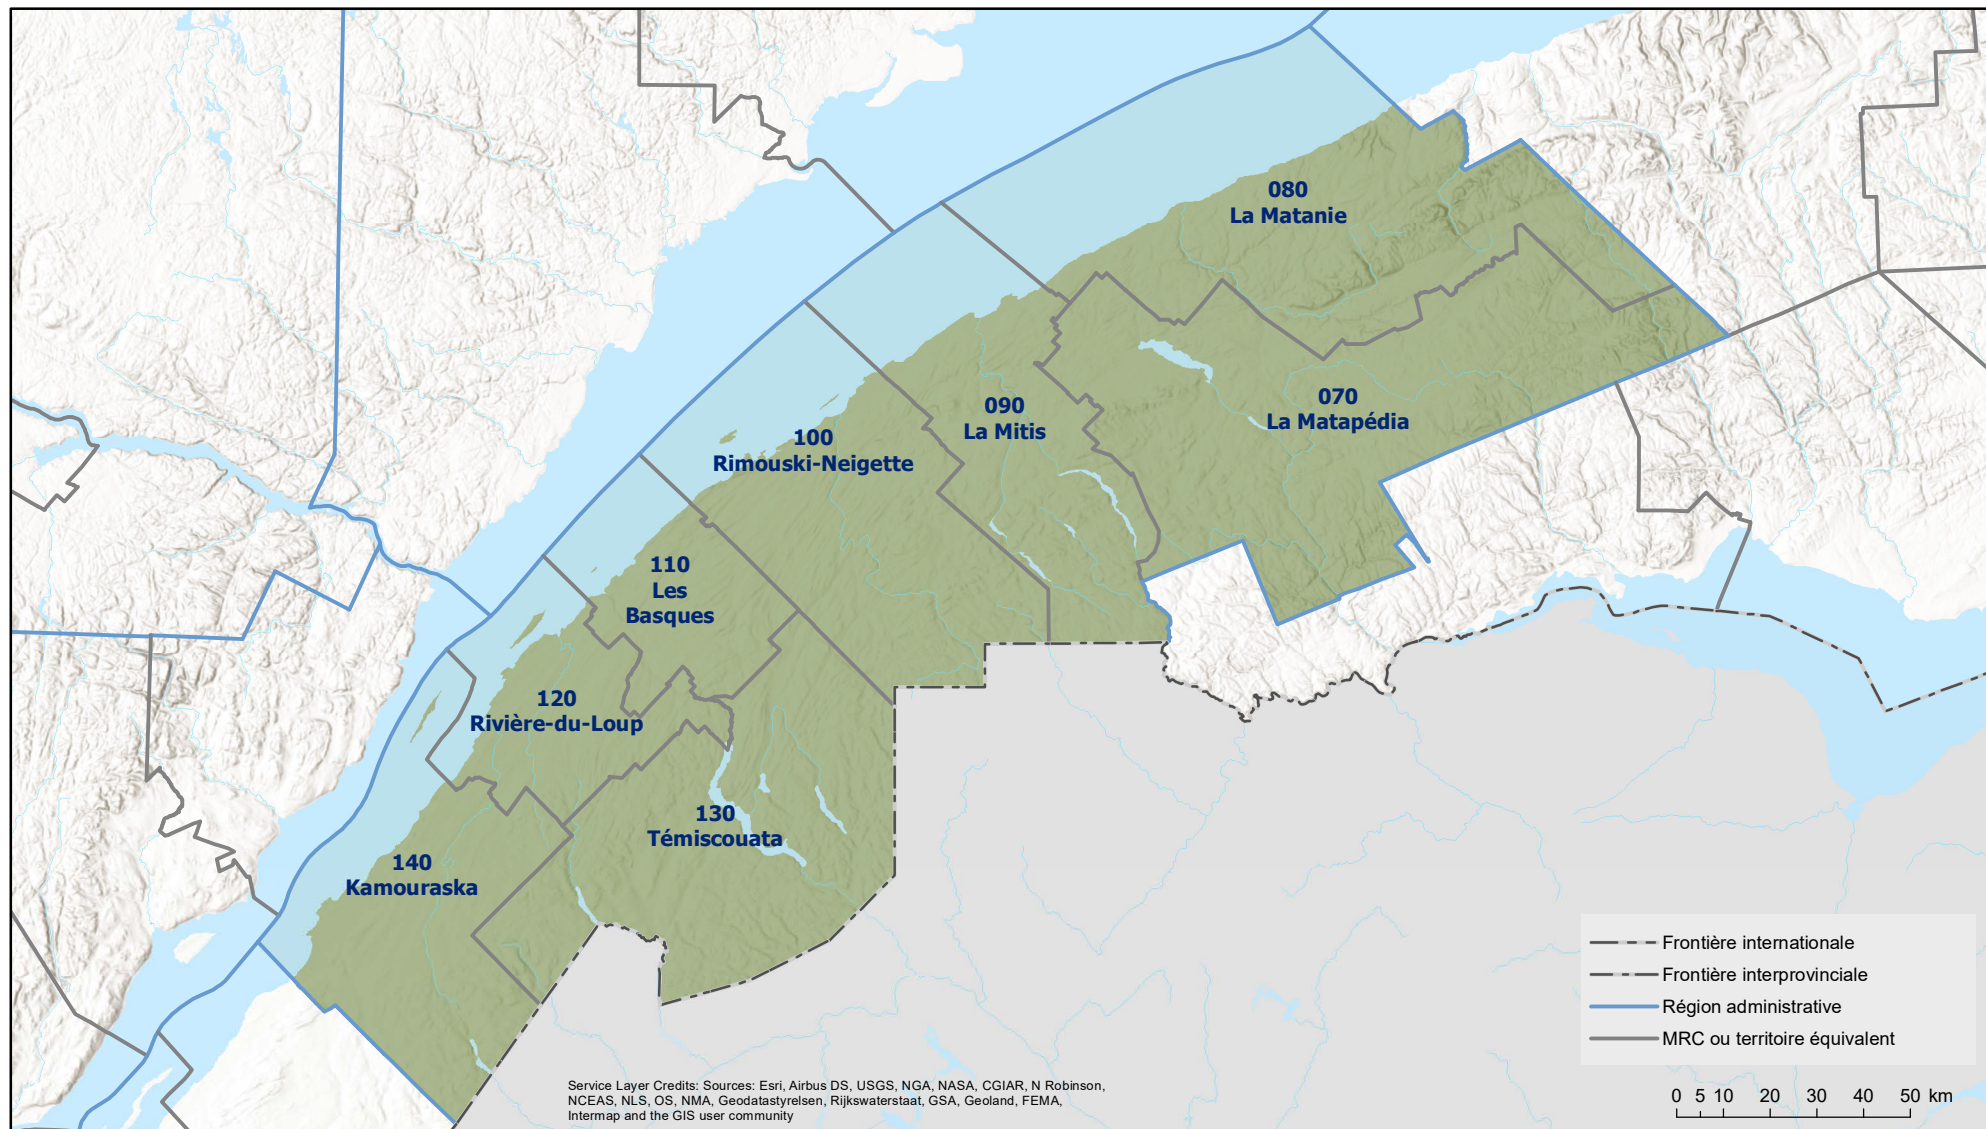 080
La Matanie
070
La Matapédia
090
La Mitis
100
Rimouski-Neigette
110
Les
Basques
120
Rivière-du-Loup
130
Témiscouata
140
Kamouraska
Frontière internationale
Frontière interprovinciale
Région administrative
MRC ou territoire équivalent
Service Layer Credits: Sources: Esri, Airbus DS, USGS, NGA, NASA, CGIAR, N Robinson,
NCEAS, NLS, OS, NMA, Geodatastyrelsen, Rijkswaterstaat, GSA, Geoland, FEMA,
Intermap and the GIS user community
0 5 10 20 30 40 50 km